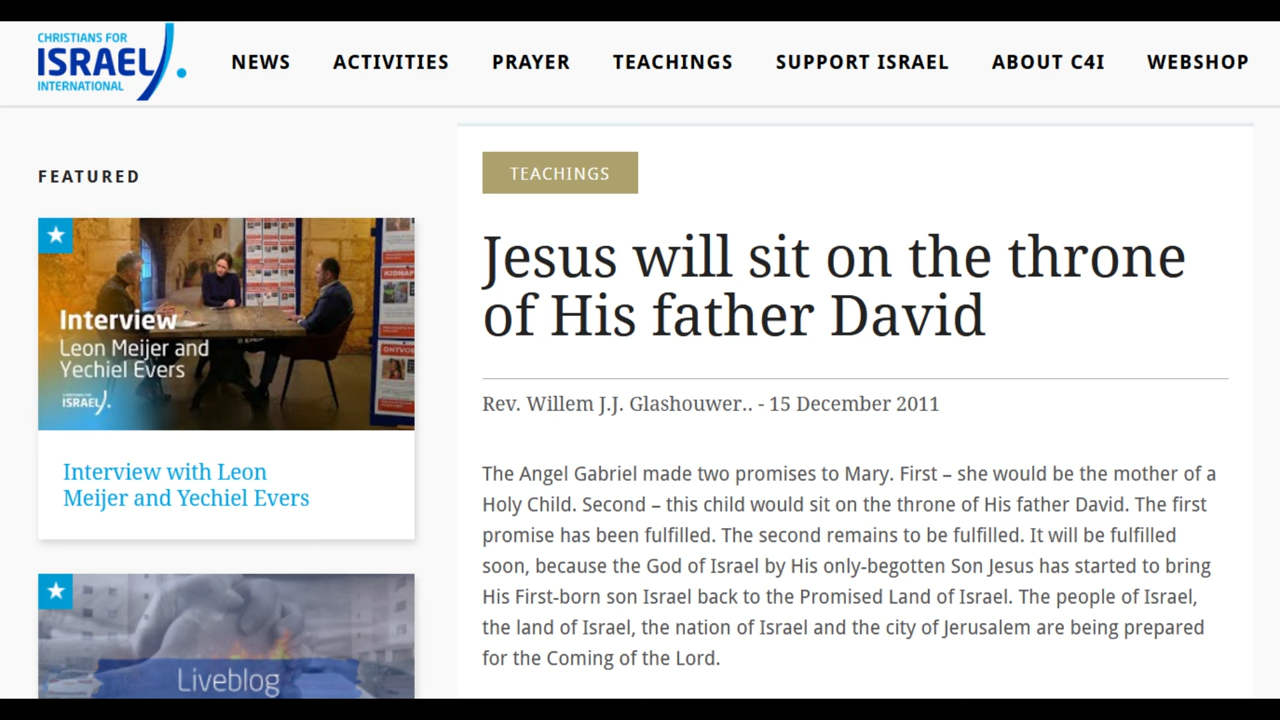 CHRISTIANS FOR
ISRAEL
INTERNATIONAL
NEWS
ACTIVITIES
PRAYER
TEACHINGS
SUPPORT ISRAEL
ABOUT C4I
WEBSHOP
FEATURED
Interview
Leon Meijer and
Yechiel Evers
CHRISTIANS FOR
ISRAEL
KIDNAP
ONTVOE
Interview with Leon
Meijer and Yechiel Evers
Liveblog
TEACHINGS
Jesus will sit on the throne
of His father David
Rev. Willem J.J. Glashouwer.. - 15 December 2011
The Angel Gabriel made two promises to Mary. First – she would be the mother of a
Holy Child. Second – this child would sit on the throne of His father David. The first
promise has been fulfilled. The second remains to be fulfilled. It will be fulfilled
soon, because the God of Israel by His only-begotten Son Jesus has started to bring
His First-born son Israel back to the Promised Land of Israel. The people of Israel,
the land of Israel, the nation of Israel and the city of Jerusalem are being prepared
for the Coming of the Lord.